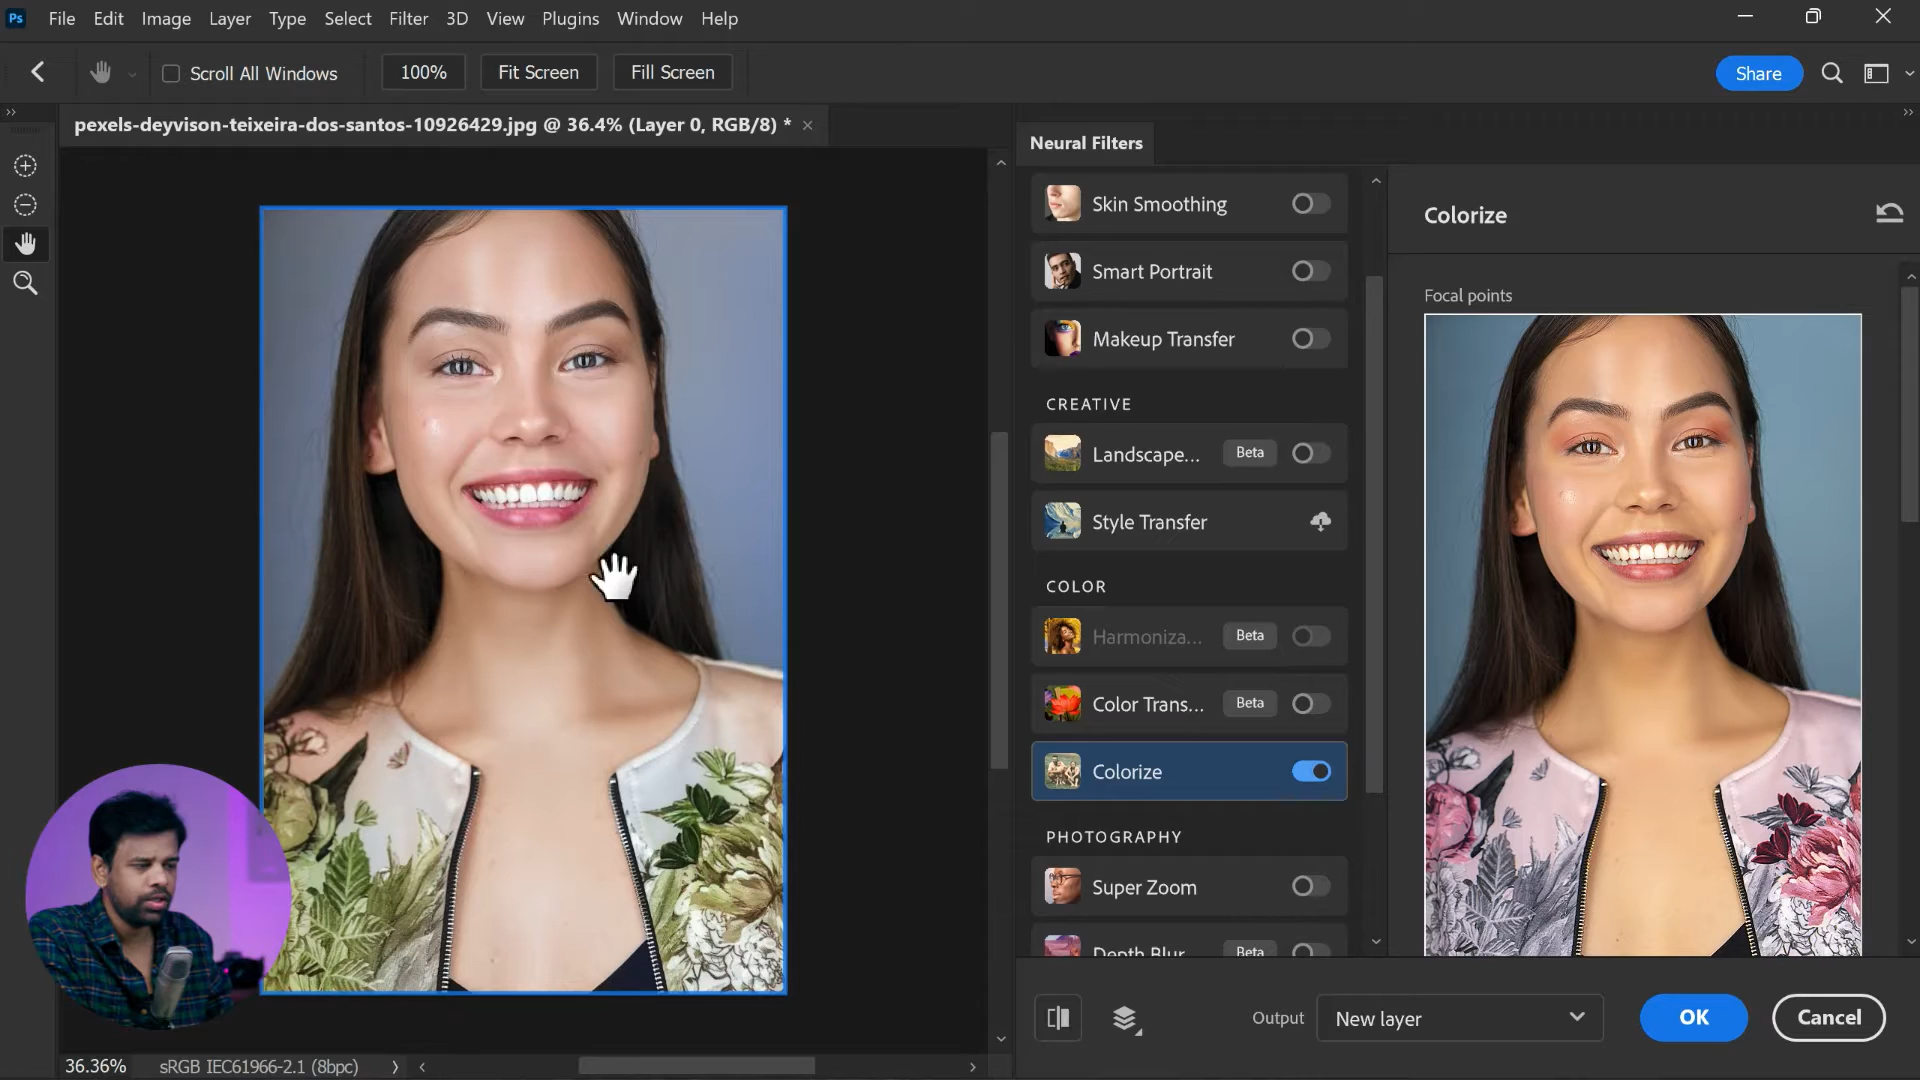 Ps File Edit Image Layer Type Select Filter 3D View Plugins Window Help
Scroll All Windows 100% Fit Screen Fill Screen Share
pexels-deyvison-teixeira-dos-santos-10926429.jpg @ 36.4% (Layer 0, RGB/8) *
Neural Filters
Skin Smoothing
Smart Portrait
Makeup Transfer
CREATIVE
Landscape... Beta
Style Transfer
COLOR
Harmoniza... Beta
Color Trans... Beta
Colorize
PHOTOGRAPHY
Super Zoom
Depth Blur Beta
Colorize
Focal points
Output New layer OK Cancel
36.36% sRGB IEC61966-2.1 (8bpc)